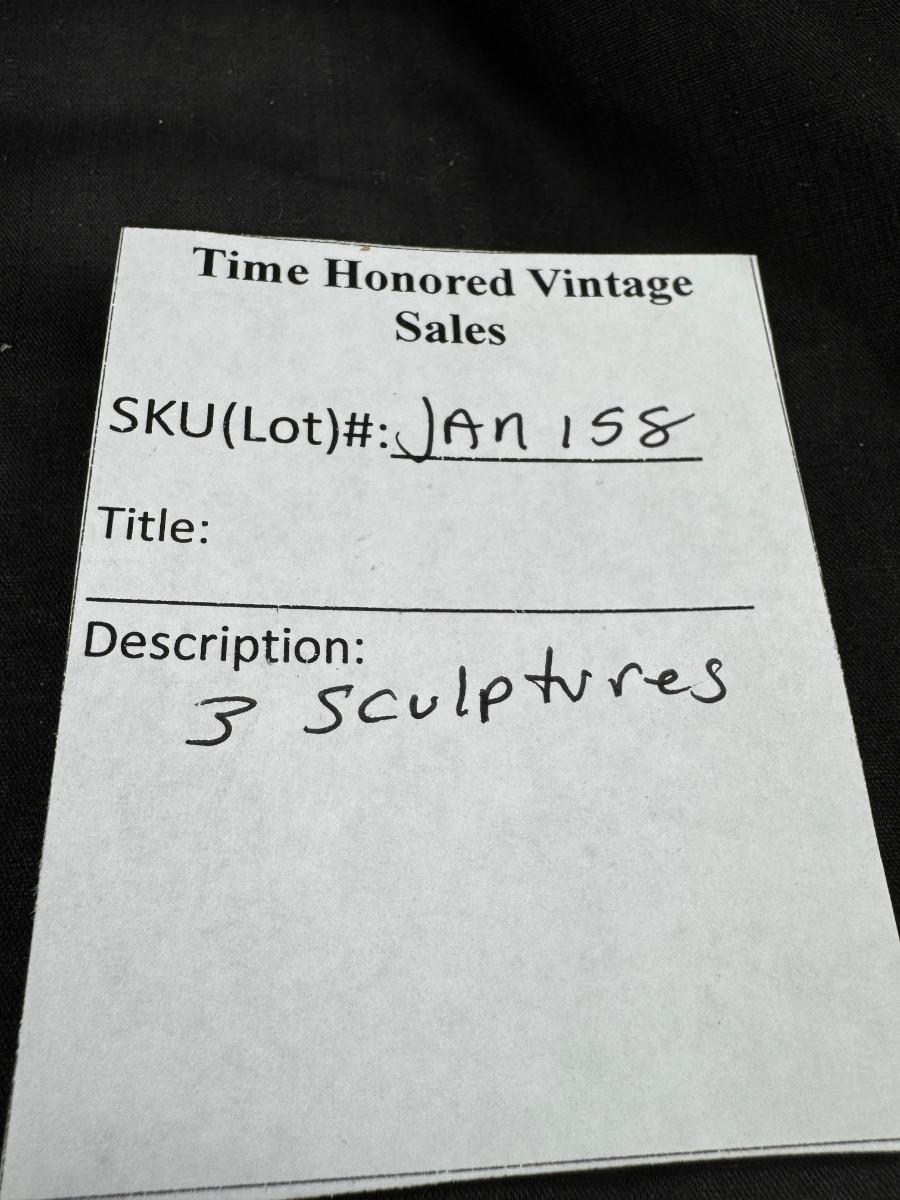 Time Honored Vintage
Sales
SKU(Lot)#: JAN 158
Title:
Description:
3 sculptures